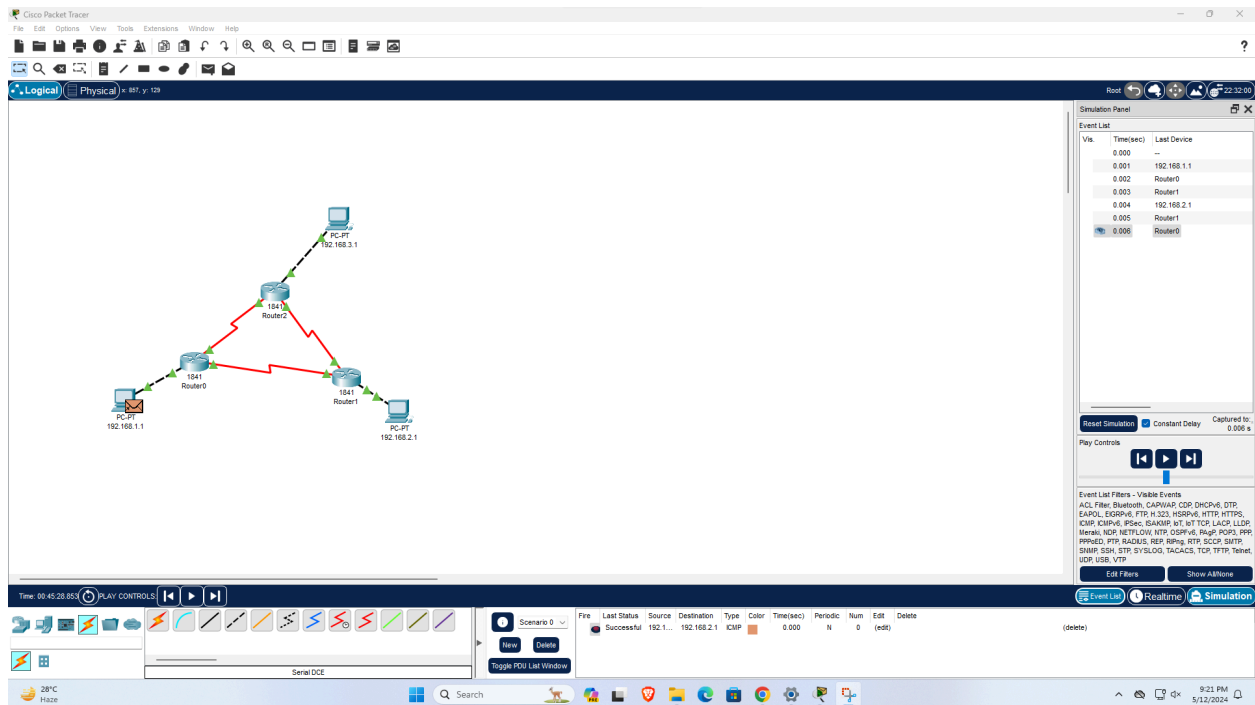 Cisco Packet Tracer
File Edit Options View Tools Extensions Window Help
?
Logical Physical x: 857, y: 129 Root 22:32:00
Simulation Panel
Event List
Vis. Time(sec) Last Device
0.000 --
0.001 192.168.1.1
0.002 Router0
0.003 Router1
0.004 192.168.2.1
0.005 Router1
0.006 Router0
PC-PT
192.168.3.1
1841
Router2
1841
Router0
1841
Router1
PC-PT
192.168.1.1
PC-PT
192.168.2.1
Reset Simulation Constant Delay Captured to:
0.006 s
Play Controls
Event List Filters - Visible Events
ACL Filter, Bluetooth, CAPWAP, CDP, DHCPv6, DTP,
EAPOL, EIGRPv6, FTP, H.323, HSRPv6, HTTP, HTTPS,
ICMP, ICMPv6, IPSec, ISAKMP, IoT, IoT TCP, LACP, LLDP,
Meraki, NDP, NETFLOW, NTP, OSPFv6, PAgP, POP3, PPP,
PPPoED, PTP, RADIUS, REP, RIPng, RTP, SCCP, SMTP,
SNMP, SSH, STP, SYSLOG, TACACS, TCP, TFTP, Telnet,
UDP, USB, VTP
Edit Filters Show All/None
Time: 00:45:28.853 PLAY CONTROLS: Event List Realtime Simulation
Scenario 0
New Delete
Toggle PDU List Window
Fire Last Status Source Destination Type Color Time(sec) Periodic Num Edit Delete
Successful 192.1... 192.168.2.1 ICMP 0.000 N 0 (edit) (delete)
Serial DCE
28°C
Haze
Search
9:21 PM
5/12/2024